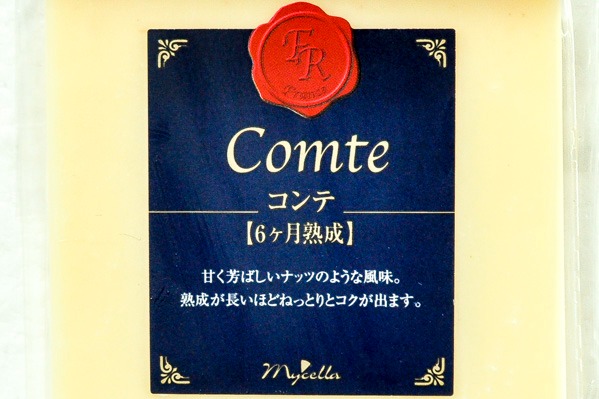 FR
France
Comte
コンテ
【6ヶ月熟成】
甘く芳ばしいナッツのような風味。
熟成が長いほどねっとりとコクが出ます。
mycella